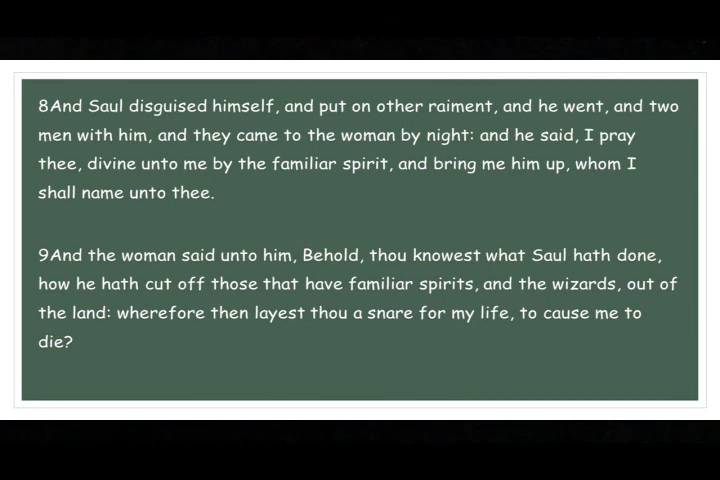 8And Saul disguised himself, and put on other raiment, and he went, and two
men with him, and they came to the woman by night: and he said, I pray
thee, divine unto me by the familiar spirit, and bring me him up, whom I
shall name unto thee.
9And the woman said unto him, Behold, thou knowest what Saul hath done,
how he hath cut off those that have familiar spirits, and the wizards, out of
the land: wherefore then layest thou a snare for my life, to cause me to
die?